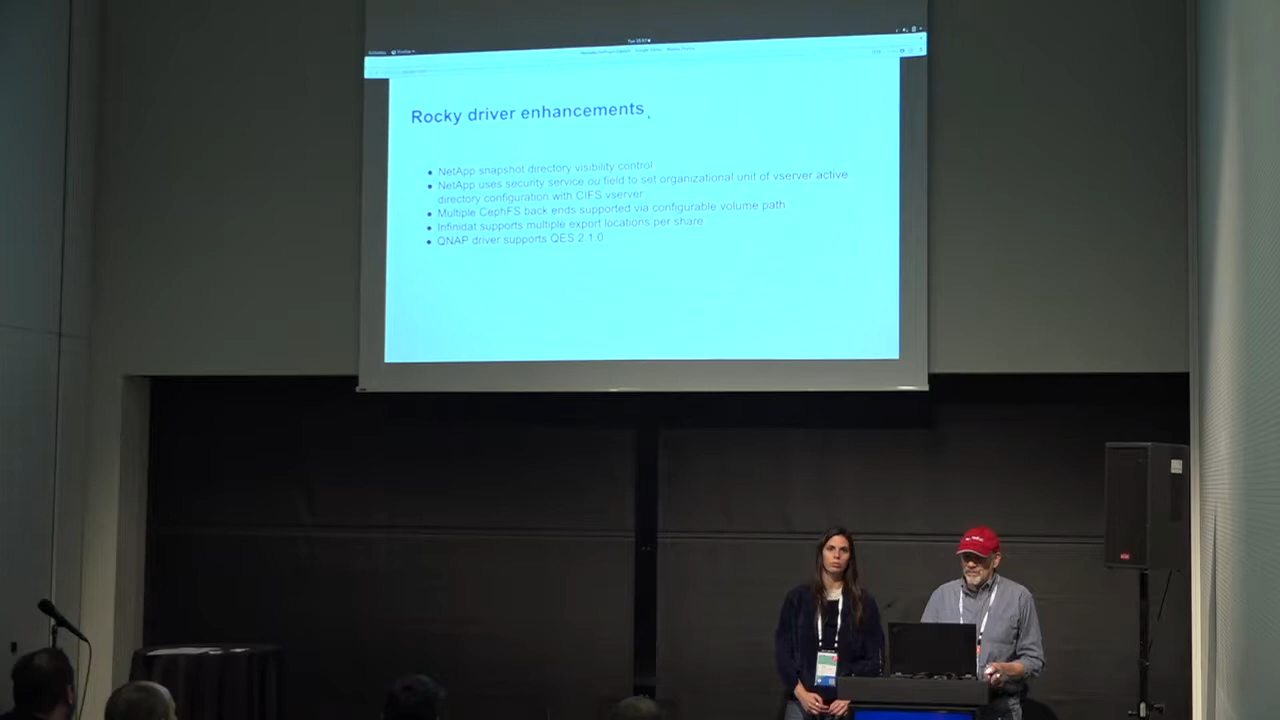 Rocky driver enhancements
NetApp snapshot directory visibility control
NetApp uses security service ou field to set organizational unit of vserver active
directory configuration with CIFS vserver
Multiple CephFS back ends supported via configurable volume path
Infinidat supports multiple export locations per share
QNAP driver supports QES 2.1.0